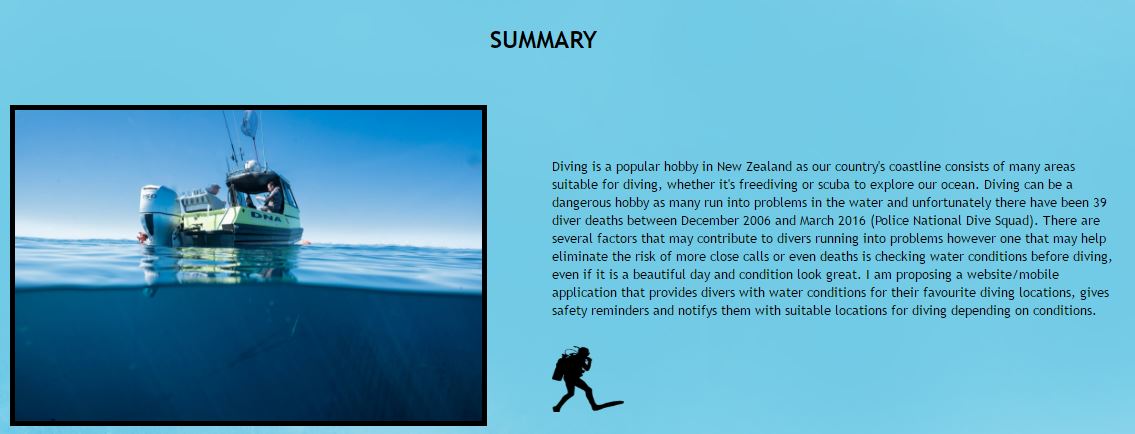 SUMMARY
DNA
Diving is a popular hobby in New Zealand as our country's coastline consists of many areas
suitable for diving, whether it's freediving or scuba to explore our ocean. Diving can be a
dangerous hobby as many run into problems in the water and unfortunately there have been 39
diver deaths between December 2006 and March 2016 (Police National Dive Squad). There are
several factors that may contribute to divers running into problems however one that may help
eliminate the risk of more close calls or even deaths is checking water conditions before diving,
even if it is a beautiful day and condition look great. I am proposing a website/mobile
application that provides divers with water conditions for their favourite diving locations, gives
safety reminders and notifys them with suitable locations for diving depending on conditions.